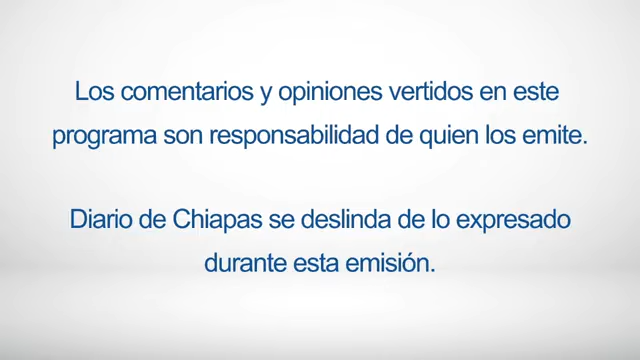 Los comentarios y opiniones vertidos en este
programa son responsabilidad de quien los emite.
Diario de Chiapas se deslinda de lo expresado
durante esta emisión.